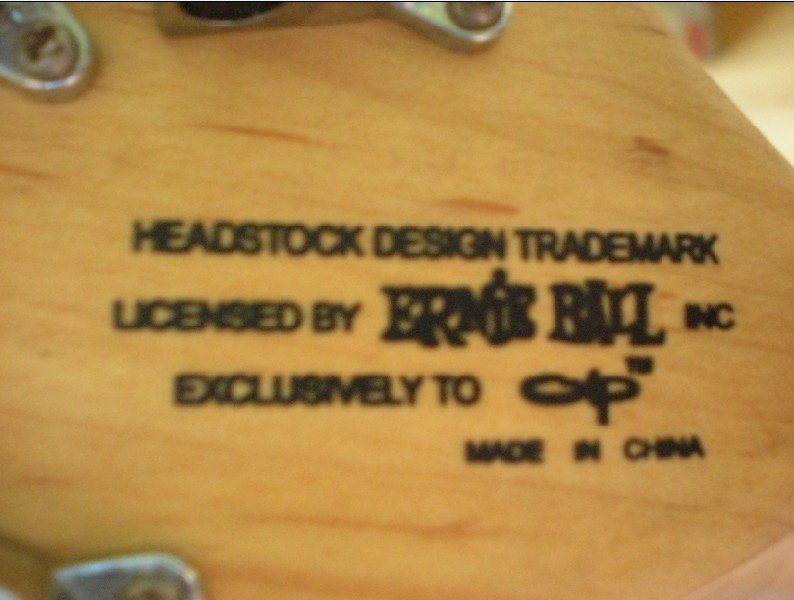 HEADSTOCK DESIGN TRADEMARK
LICENSED BY ERNiE BALL INC
EXCLUSIVELY TO OLP™
MADE IN CHINA